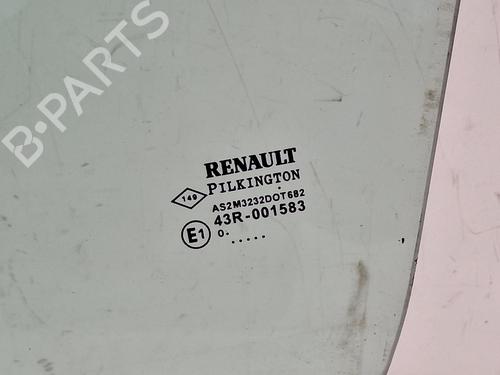 B-PARTS
RENAULT
149 PILKINGTON
AS2M3232DOT682
43R-001583
E1 0. .....